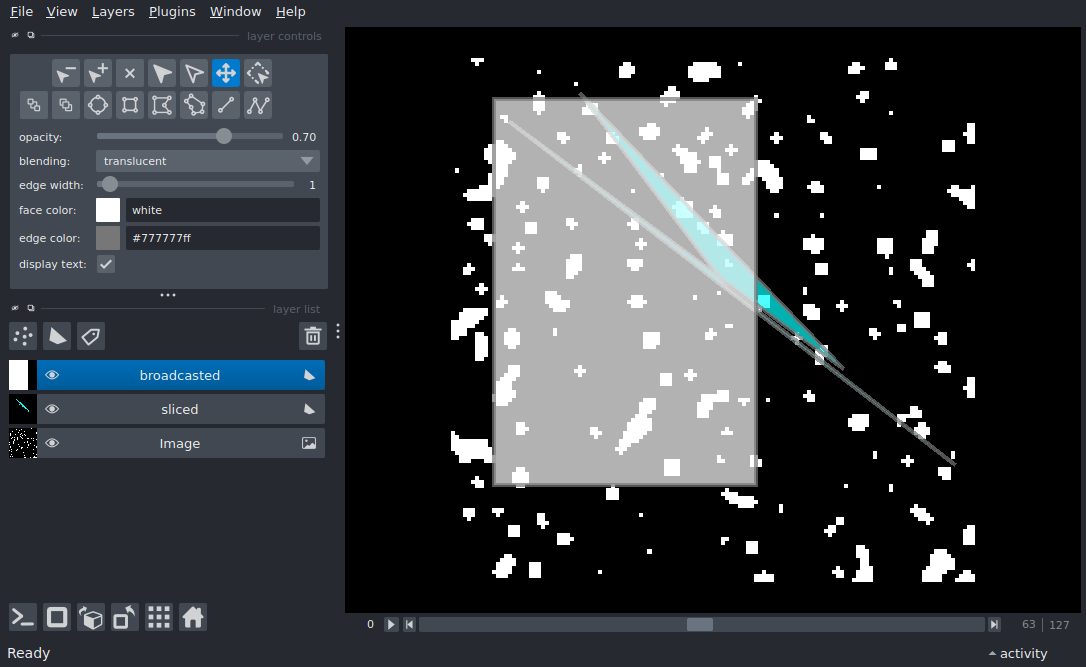 File View Layers Plugins Window Help
layer controls
opacity: 0.70
blending: translucent
edge width: 1
face color: white
edge color: #777777ff
display text:
layer list
broadcasted
sliced
Image
0 63 127
Ready activity